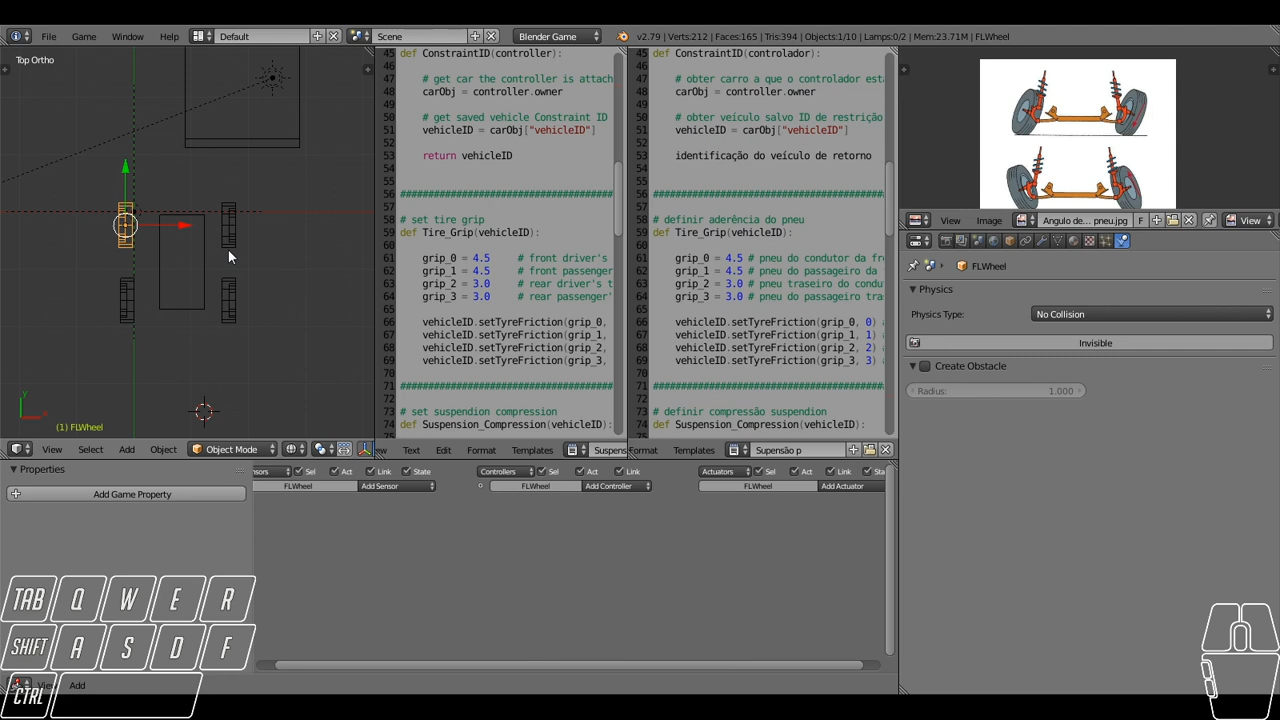 File Game Window Help Default Scene Blender Game v2.79 | Verts:212 | Faces:165 | Tris:394 | Objects:1/10 | Lamps:0/2 | Mem:23.71M | FLWheel
Top Ortho
(1) FLWheel
View Select Add Object Object Mode
45 def ConstraintID(controller):
46
47 # get car the controller is attach
48 carObj = controller.owner
49
50 # get saved vehicle Constraint ID
51 vehicleID = carObj["vehicleID"]
52
53 return vehicleID
54
55
56 ####################################
57
58 # set tire grip
59 def Tire_Grip(vehicleID):
60
61 grip_0 = 4.5 # front driver's
62 grip_1 = 4.5 # front passenger
63 grip_2 = 3.0 # rear driver's t
64 grip_3 = 3.0 # rear passenger'
65
66 vehicleID.setTyreFriction(grip_0,
67 vehicleID.setTyreFriction(grip_1,
68 vehicleID.setTyreFriction(grip_2,
69 vehicleID.setTyreFriction(grip_3,
70
71 ####################################
72
73 # set suspendion compression
74 def Suspension_Compression(vehicleID):
75
ew Text Edit Format Templates Suspens
45 def ConstraintID(controlador):
46
47 # obter carro a que o controlador est
48 carObj = controller.owner
49
50 # obter veículo salvo ID de restrição
51 vehicleID = carObj["vehicleID"]
52
53 identificação do veículo de retorno
54
55
56 ####################################
57
58 # definir aderência do pneu
59 def Tire_Grip(vehicleID):
60
61 grip_0 = 4.5 # pneu do condutor da fr
62 grip_1 = 4.5 # pneu do passageiro da
63 grip_2 = 3.0 # pneu traseiro do condu
64 grip_3 = 3.0 # pneu do passageiro tra
65
66 vehicleID.setTyreFriction(grip_0, 0)
67 vehicleID.setTyreFriction(grip_1, 1)
68 vehicleID.setTyreFriction(grip_2, 2)
69 vehicleID.setTyreFriction(grip_3, 3)
70
71 ####################################
72
73 # definir compressão suspendion
74 def Suspension_Compression(vehicleID):
75
Format Templates Suspensão p
View Image Angulo de... pneu.jpg F View
FLWheel
Physics
Physics Type: No Collision
Invisible
Create Obstacle
Radius: 1.000
Properties
Add Game Property
nsors Sel Act Link State
FLWheel Add Sensor
Controllers Sel Act Link
FLWheel Add Controller
Actuators Sel Act Link Sta
FLWheel Add Actuator
TAB Q W E R
SHIFT A S D F
CTRL
Add